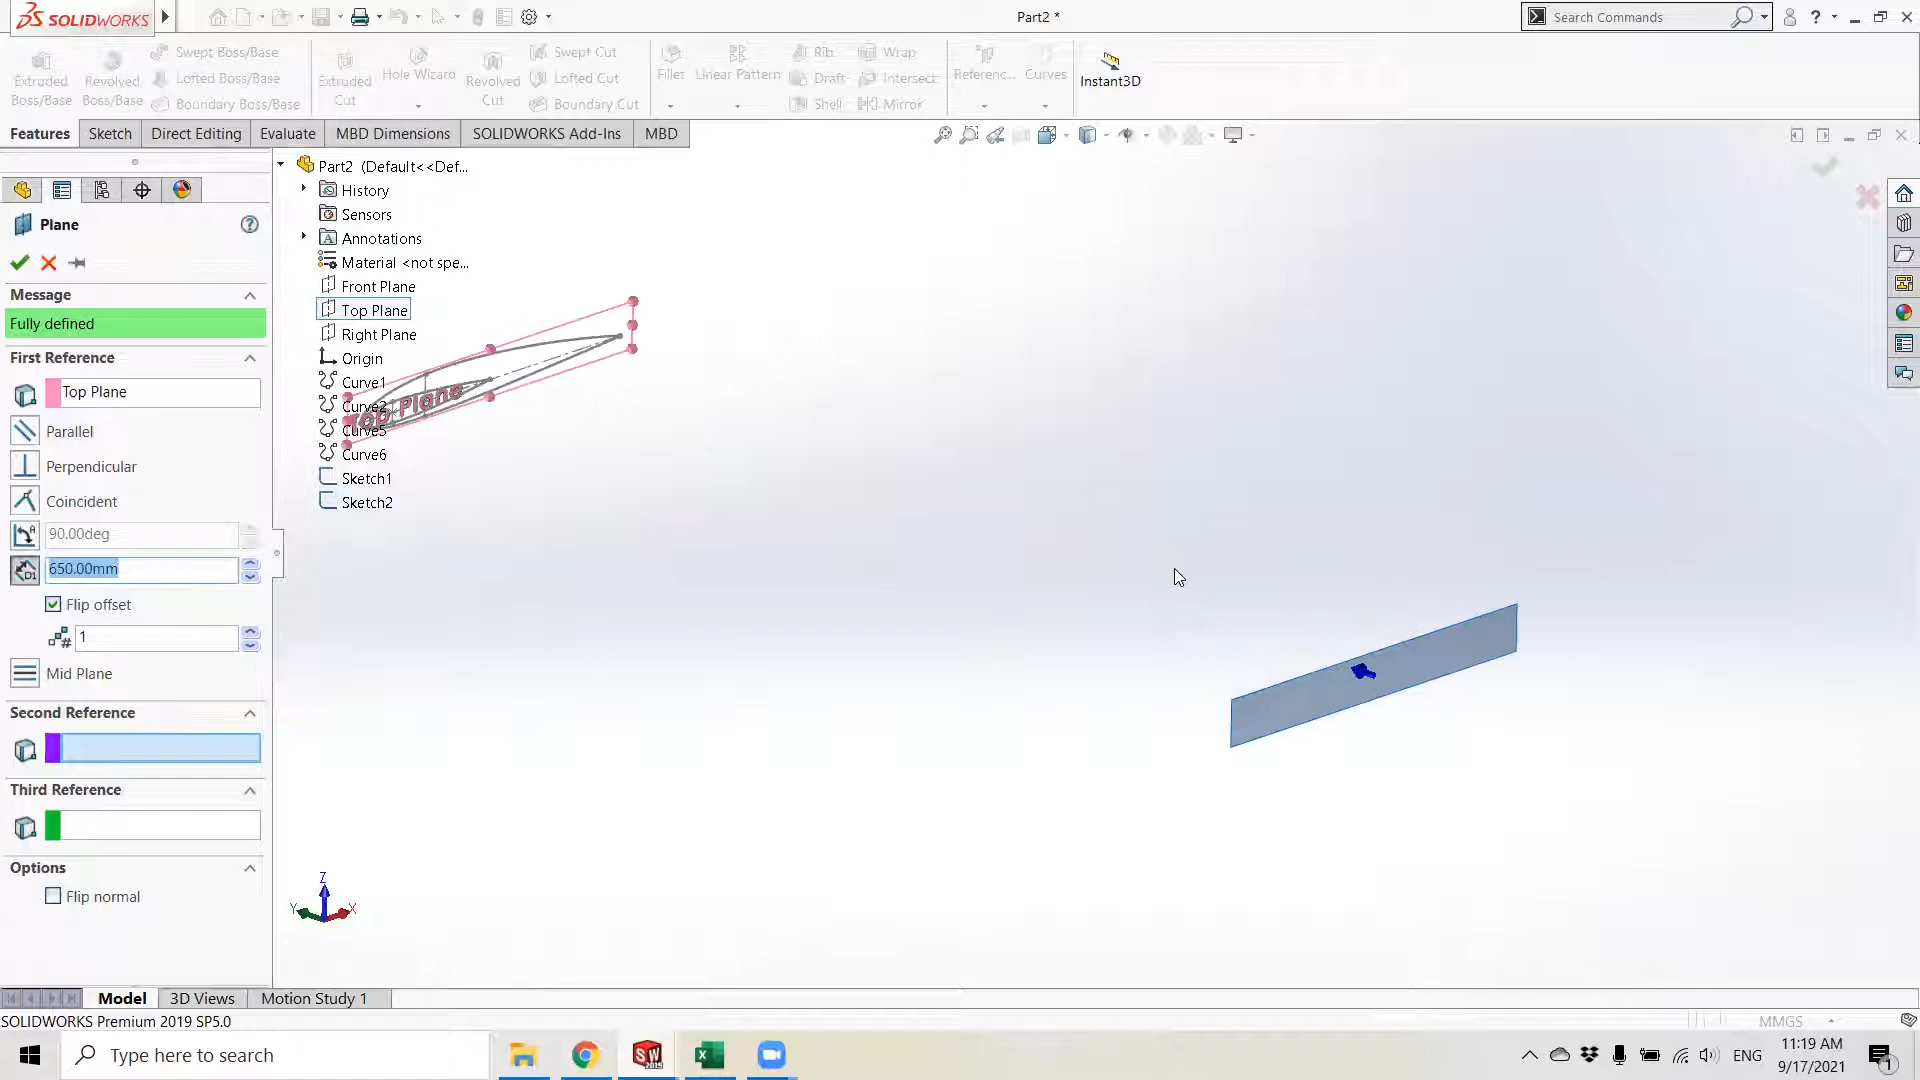 SOLIDWORKS
Part2 *
Search Commands
Extruded Boss/Base
Revolved Boss/Base
Swept Boss/Base
Lofted Boss/Base
Boundary Boss/Base
Extruded Cut
Hole Wizard
Revolved Cut
Swept Cut
Lofted Cut
Boundary Cut
Fillet
Linear Pattern
Rib
Draft
Shell
Wrap
Intersect
Mirror
Referenc...
Curves
Instant3D
Features
Sketch
Direct Editing
Evaluate
MBD Dimensions
SOLIDWORKS Add-Ins
MBD
Plane
Message
Fully defined
First Reference
Top Plane
Parallel
Perpendicular
Coincident
90.00deg
650.00mm
Flip offset
1
Mid Plane
Second Reference
Third Reference
Options
Flip normal
Part2 (Default<<Def...
History
Sensors
Annotations
Material <not spe...
Front Plane
Top Plane
Right Plane
Origin
Curve1
Curve2
Curve5
Curve6
Sketch1
Sketch2
Top Plane
Z
Y
X
Model
3D Views
Motion Study 1
SOLIDWORKS Premium 2019 SP5.0
MMGS
Type here to search
ENG
11:19 AM
9/17/2021
1